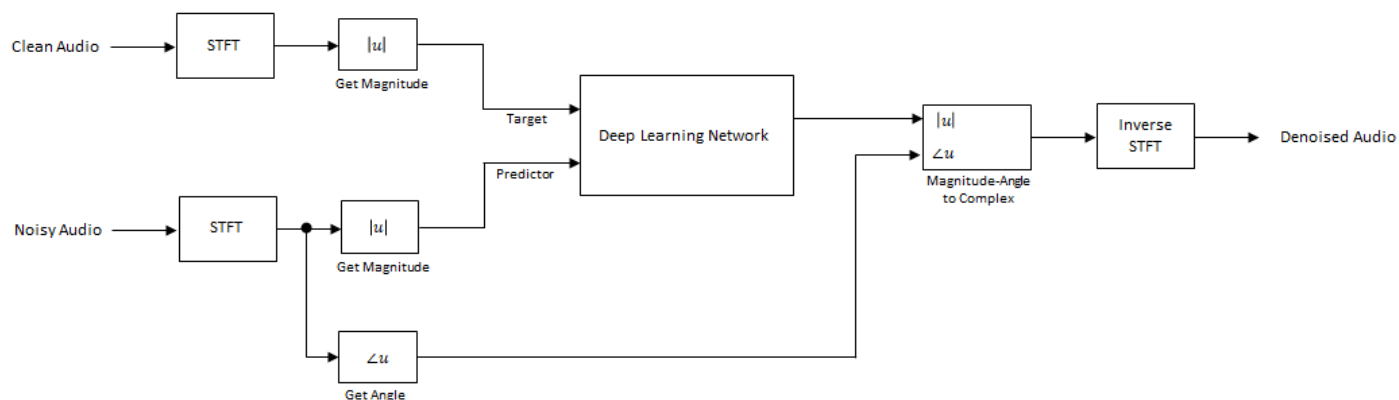 Clean Audio
STFT
|u|
Get Magnitude
Target
Deep Learning Network
Predictor
|u|
∠u
Magnitude-Angle
to Complex
Inverse
STFT
Denoised Audio
Noisy Audio
STFT
|u|
Get Magnitude
∠u
Get Angle